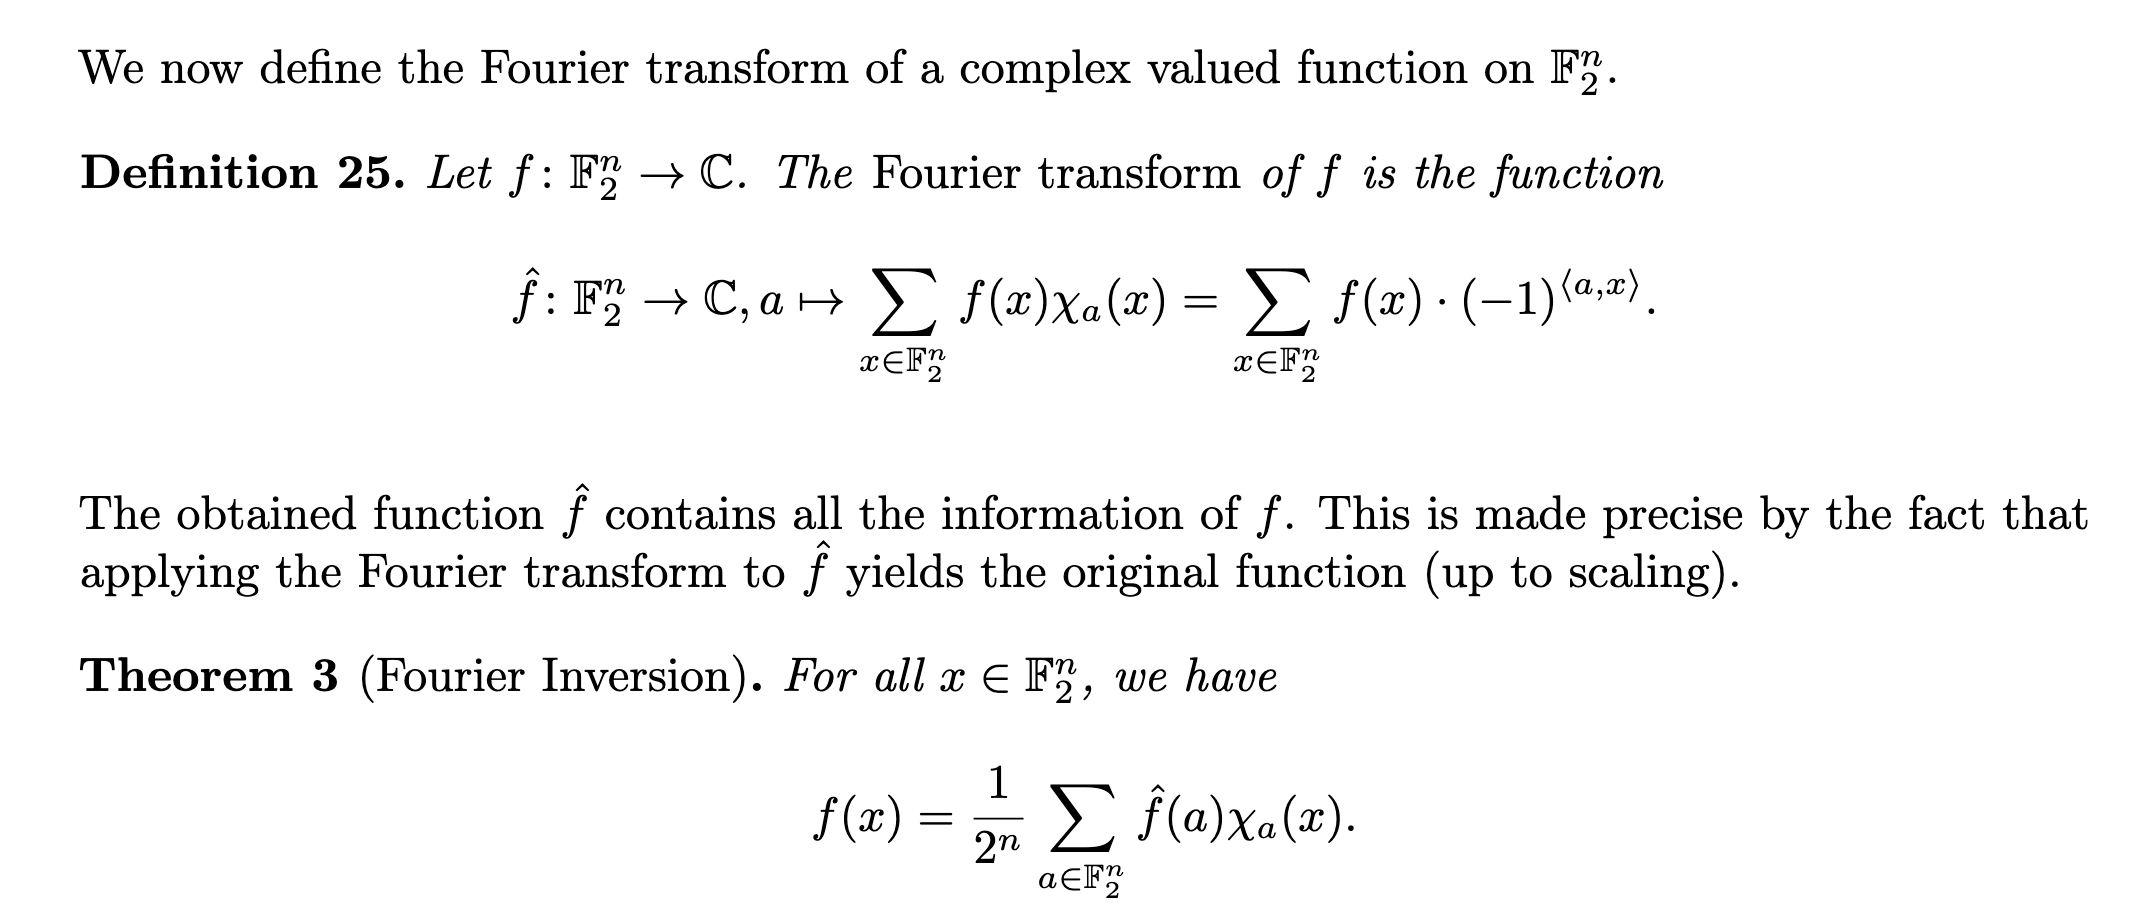 We now define the Fourier transform of a complex valued function on $\mathbb{F}_2^n$.
Definition 25. Let $f\colon \mathbb{F}_2^n \to \mathbb{C}$. The Fourier transform of $f$ is the function
$\hat{f}\colon \mathbb{F}_2^n \to \mathbb{C}, a \mapsto \sum_{x \in \mathbb{F}_2^n} f(x)\chi_a(x) = \sum_{x \in \mathbb{F}_2^n} f(x) \cdot (-1)^{\langle a,x \rangle}.$
The obtained function $\hat{f}$ contains all the information of $f$. This is made precise by the fact that
applying the Fourier transform to $\hat{f}$ yields the original function (up to scaling).
Theorem 3 (Fourier Inversion). For all $x \in \mathbb{F}_2^n$, we have
$f(x) = \frac{1}{2^n} \sum_{a \in \mathbb{F}_2^n} \hat{f}(a)\chi_a(x).$